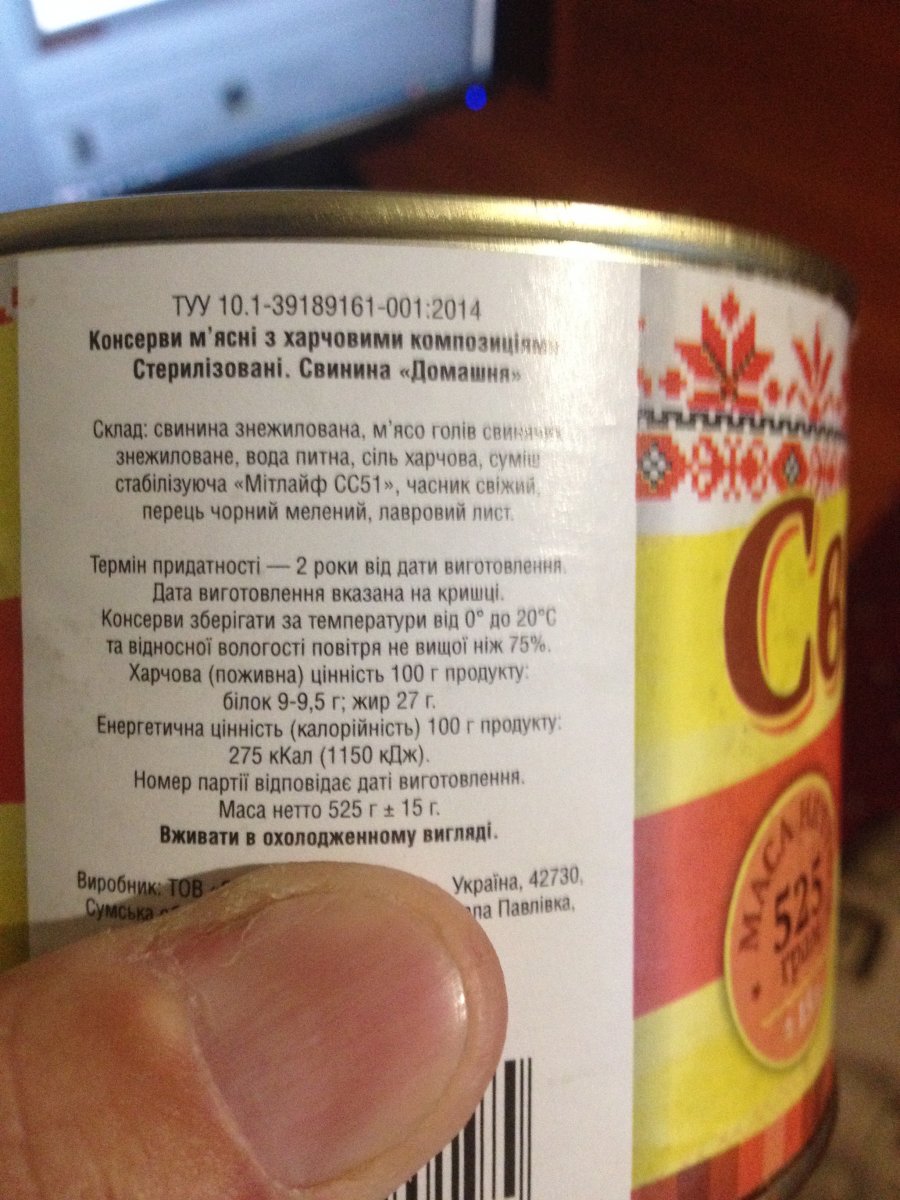 ТУУ 10.1-39189161-001:2014
Консерви м’ясні з харчовими композиціями
Стерилізовані. Свинина «Домашня»
Склад: свинина знежилована, м’ясо голів свинячих
знежиловане, вода питна, сіль харчова, суміш
стабілізуюча «Мітлайф СС51», часник свіжий,
перець чорний мелений, лавровий лист.
Термін придатності — 2 роки від дати виготовлення.
Дата виготовлення вказана на кришці.
Консерви зберігати за температури від 0° до 20°С
та відносної вологості повітря не вищої ніж 75%.
Харчова (поживна) цінність 100 г продукту:
білок 9-9,5 г; жир 27 г.
Енергетична цінність (калорійність) 100 г продукту:
275 кКал (1150 кДж).
Номер партії відповідає даті виготовлення.
Маса нетто 525 г ± 15 г.
Вживати в охолодженному вигляді.
Виробник: ТОВ Україна, 42730,
Сумська Павлівка,
Св
МАСА
525
грам